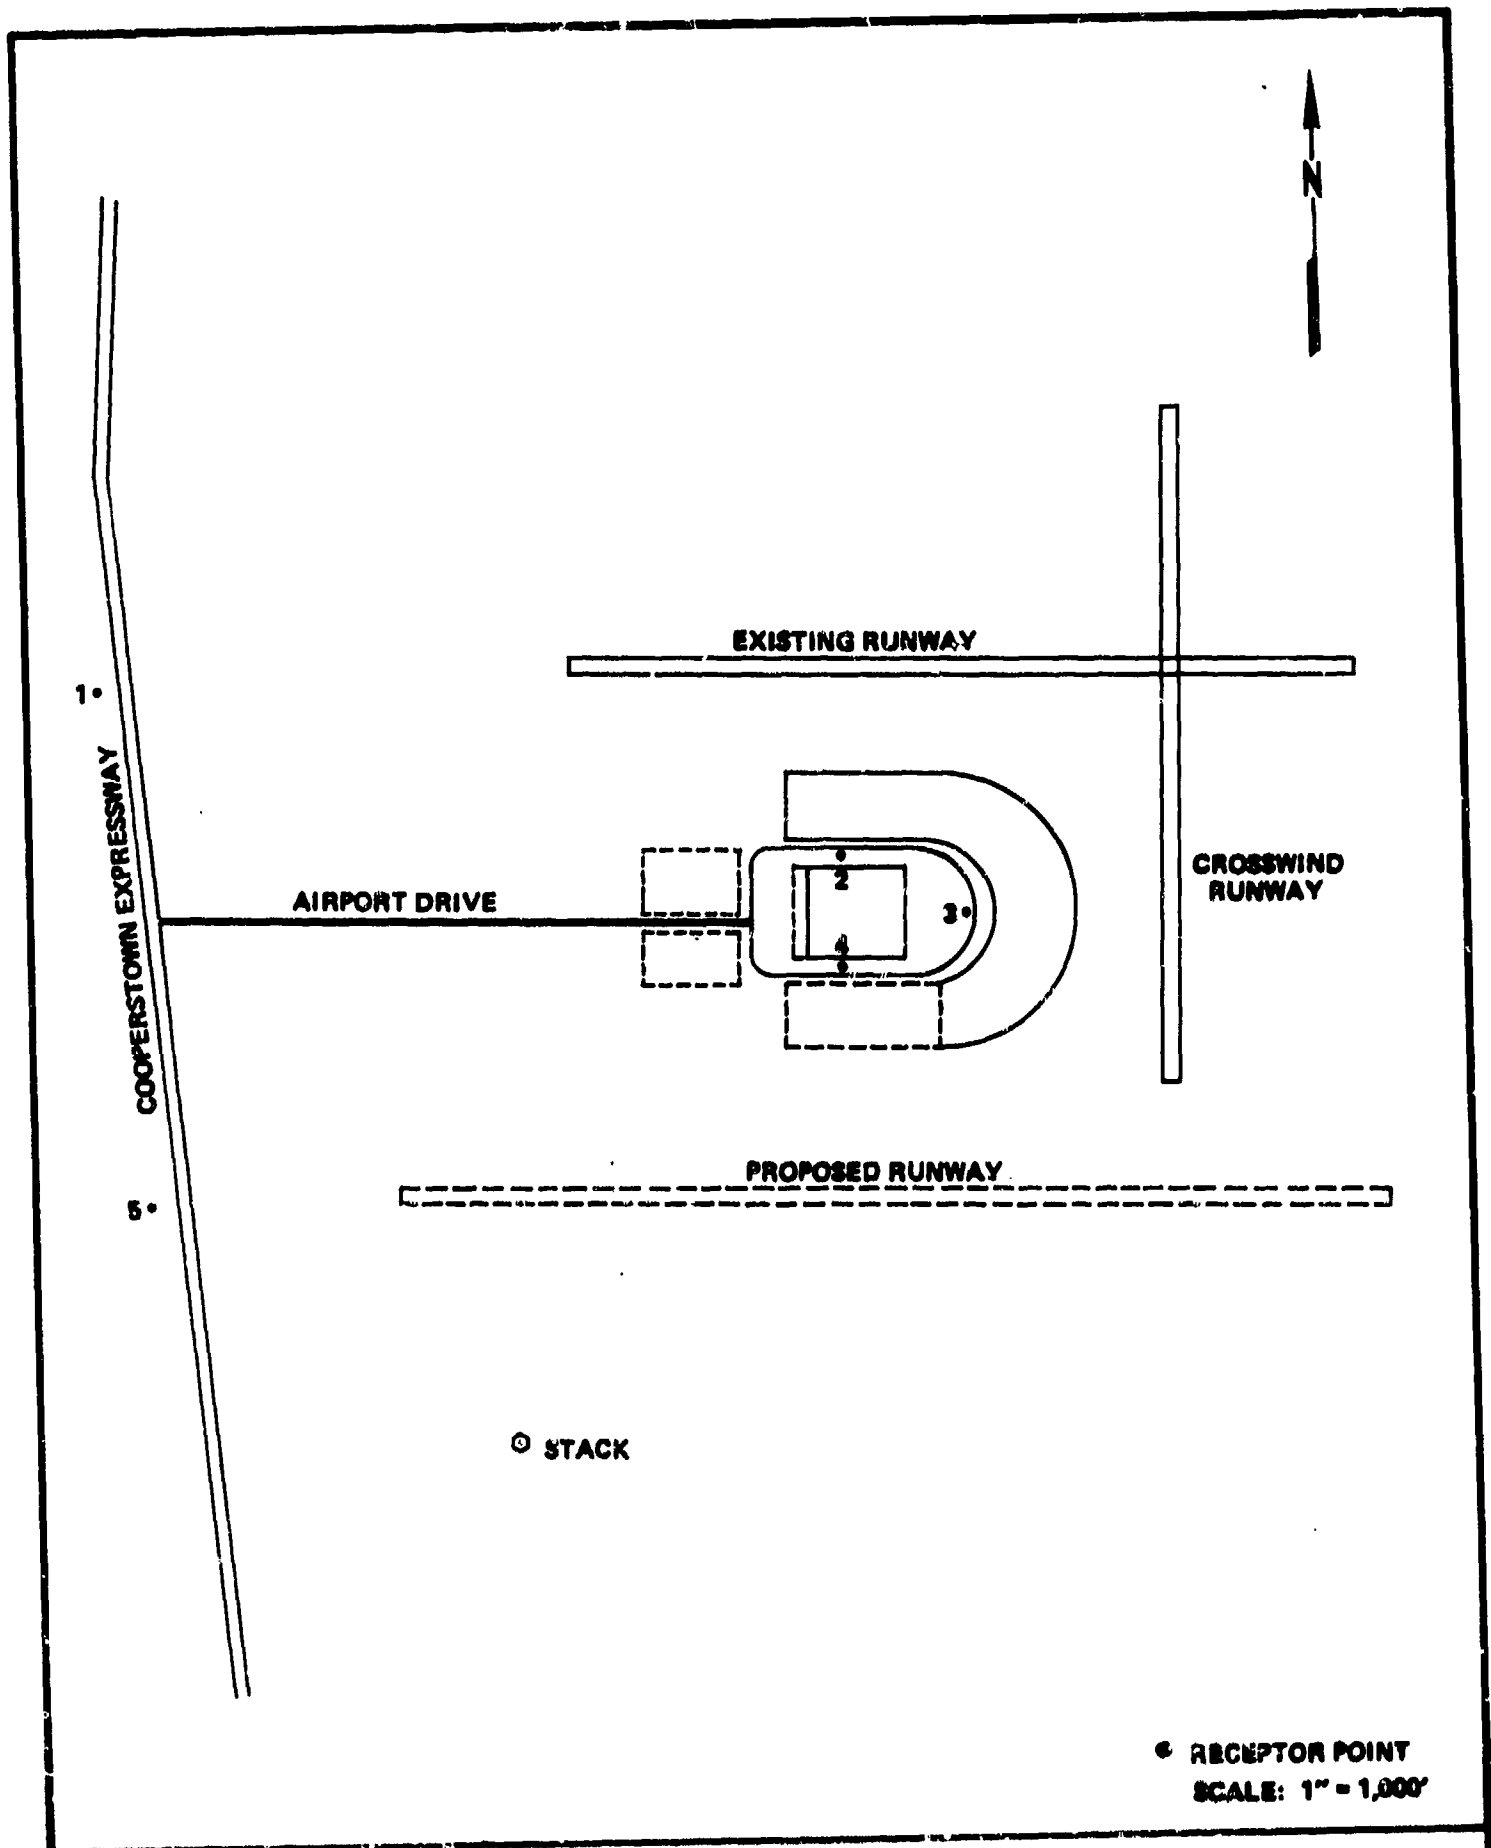 N
EXISTING RUNWAY
1
COOPERSTOWN EXPRESSWAY
CROSSWIND
RUNWAY
2
AIRPORT DRIVE
3
4
PROPOSED RUNWAY
5
STACK
RECEPTOR POINT
SCALE: 1" = 1,000'